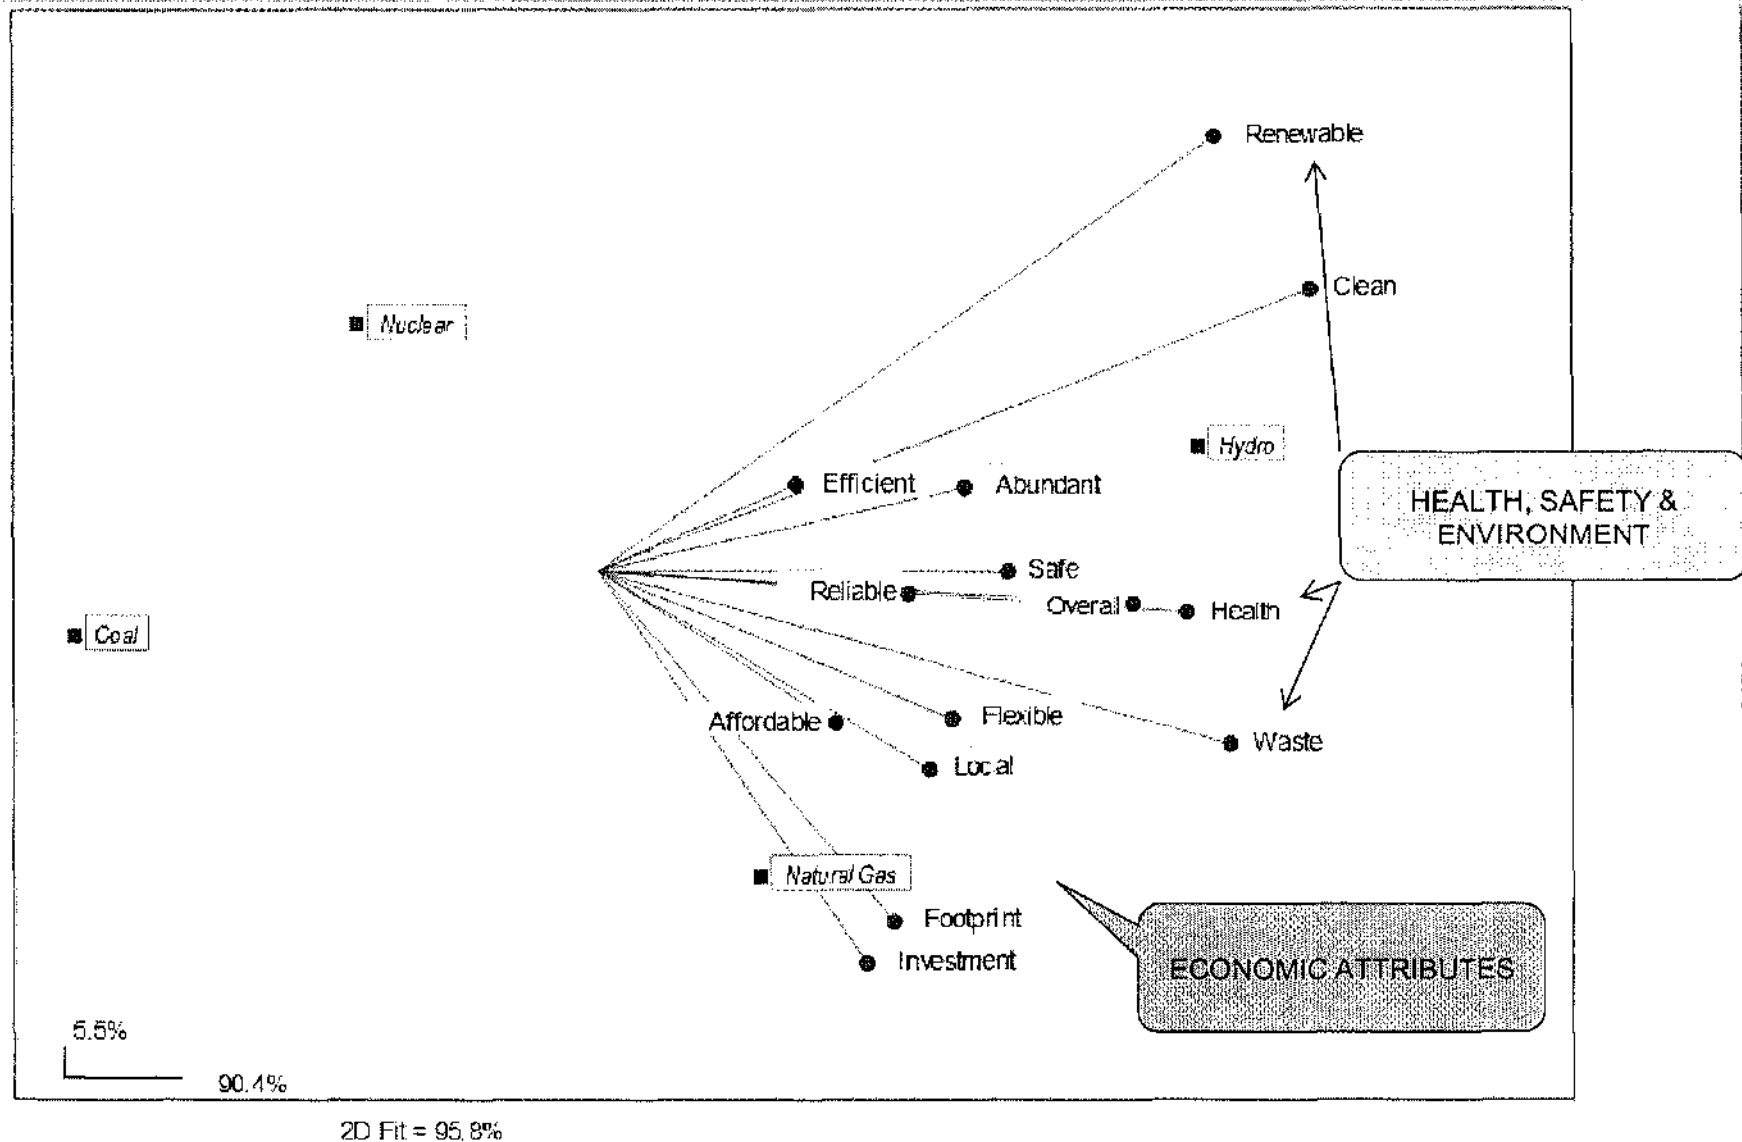 Renewable
Clean
Nuclear
Hydro
Efficient
Abundant
HEALTH, SAFETY &
ENVIRONMENT
Safe
Reliable
Overall
Health
Coal
Affordable
Flexible
Waste
Local
Natural Gas
Footprint
Investment
ECONOMIC ATTRIBUTES
5.5%
90.4%
2D Fit = 95.8%